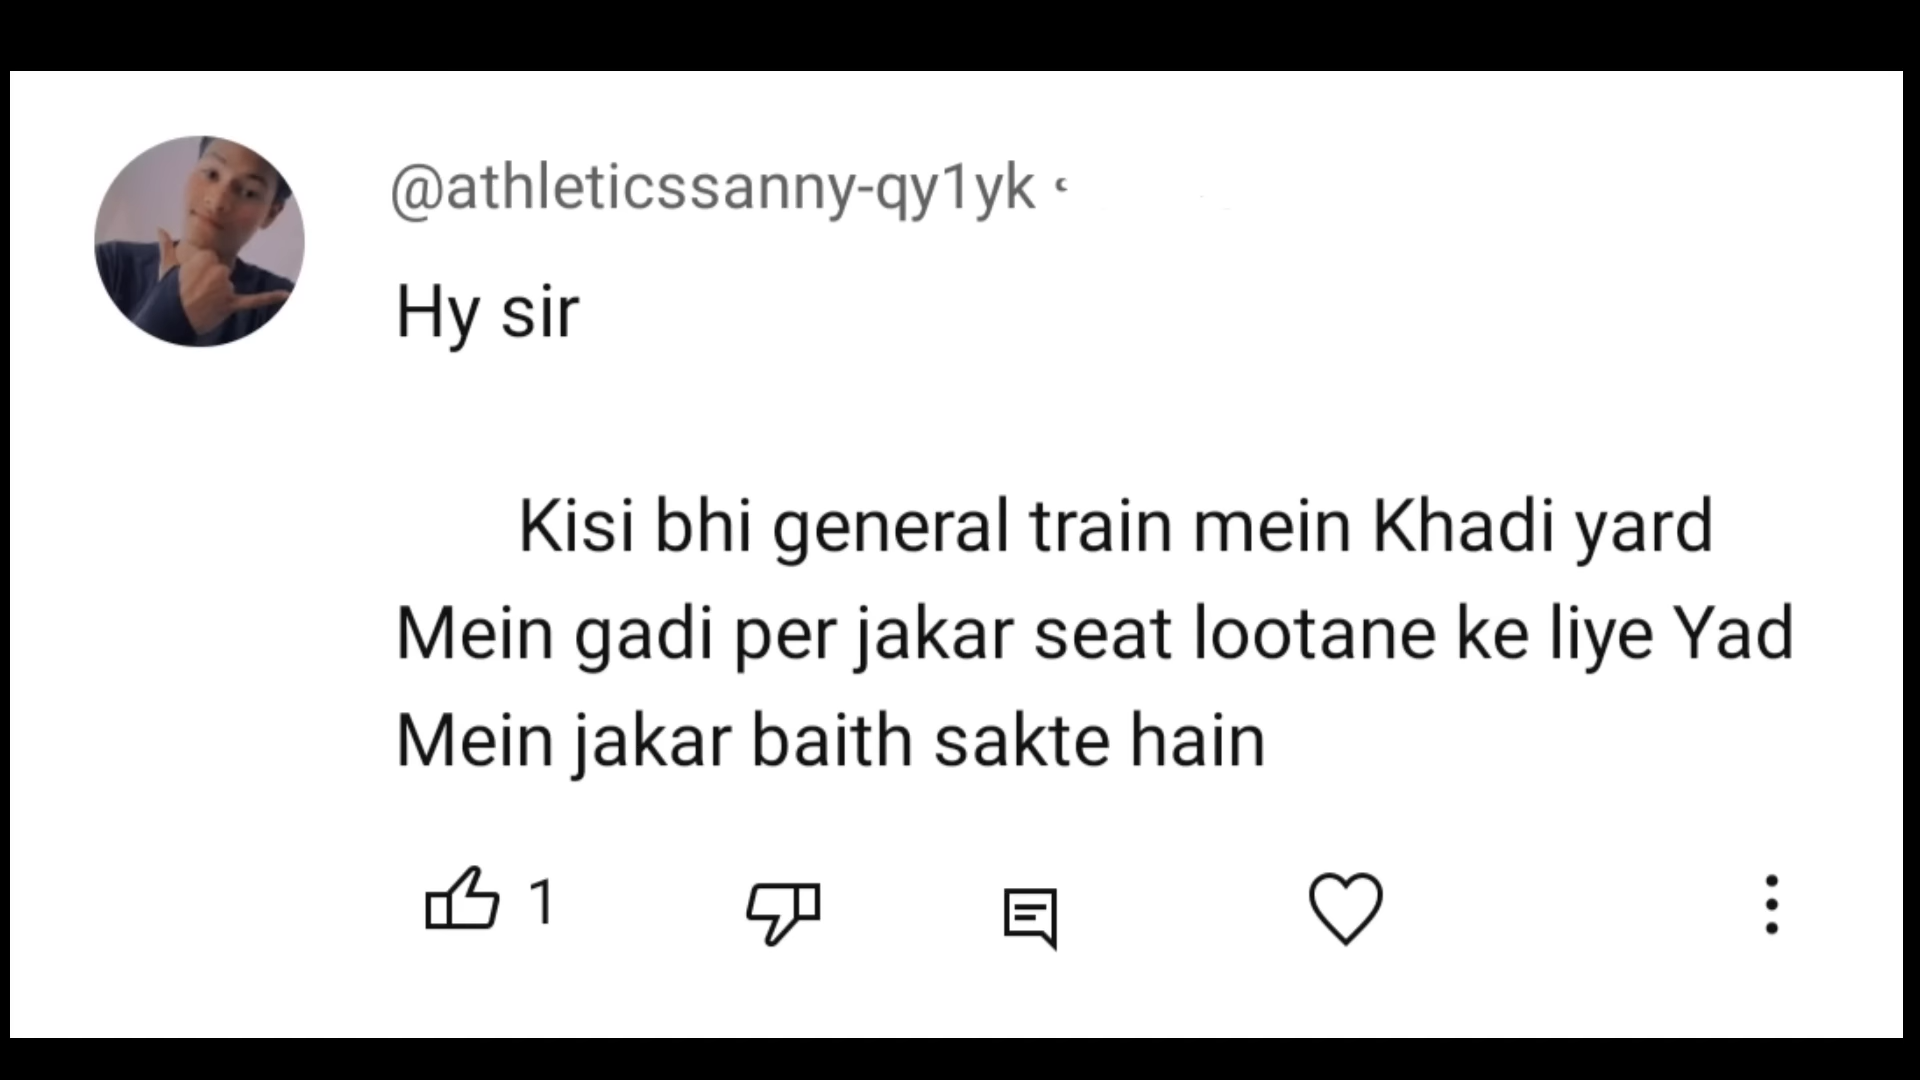 @athleticssanny-qy1yk
Hy sir
Kisi bhi general train mein Khadi yard
Mein gadi per jakar seat lootane ke liye Yad
Mein jakar baith sakte hain
1